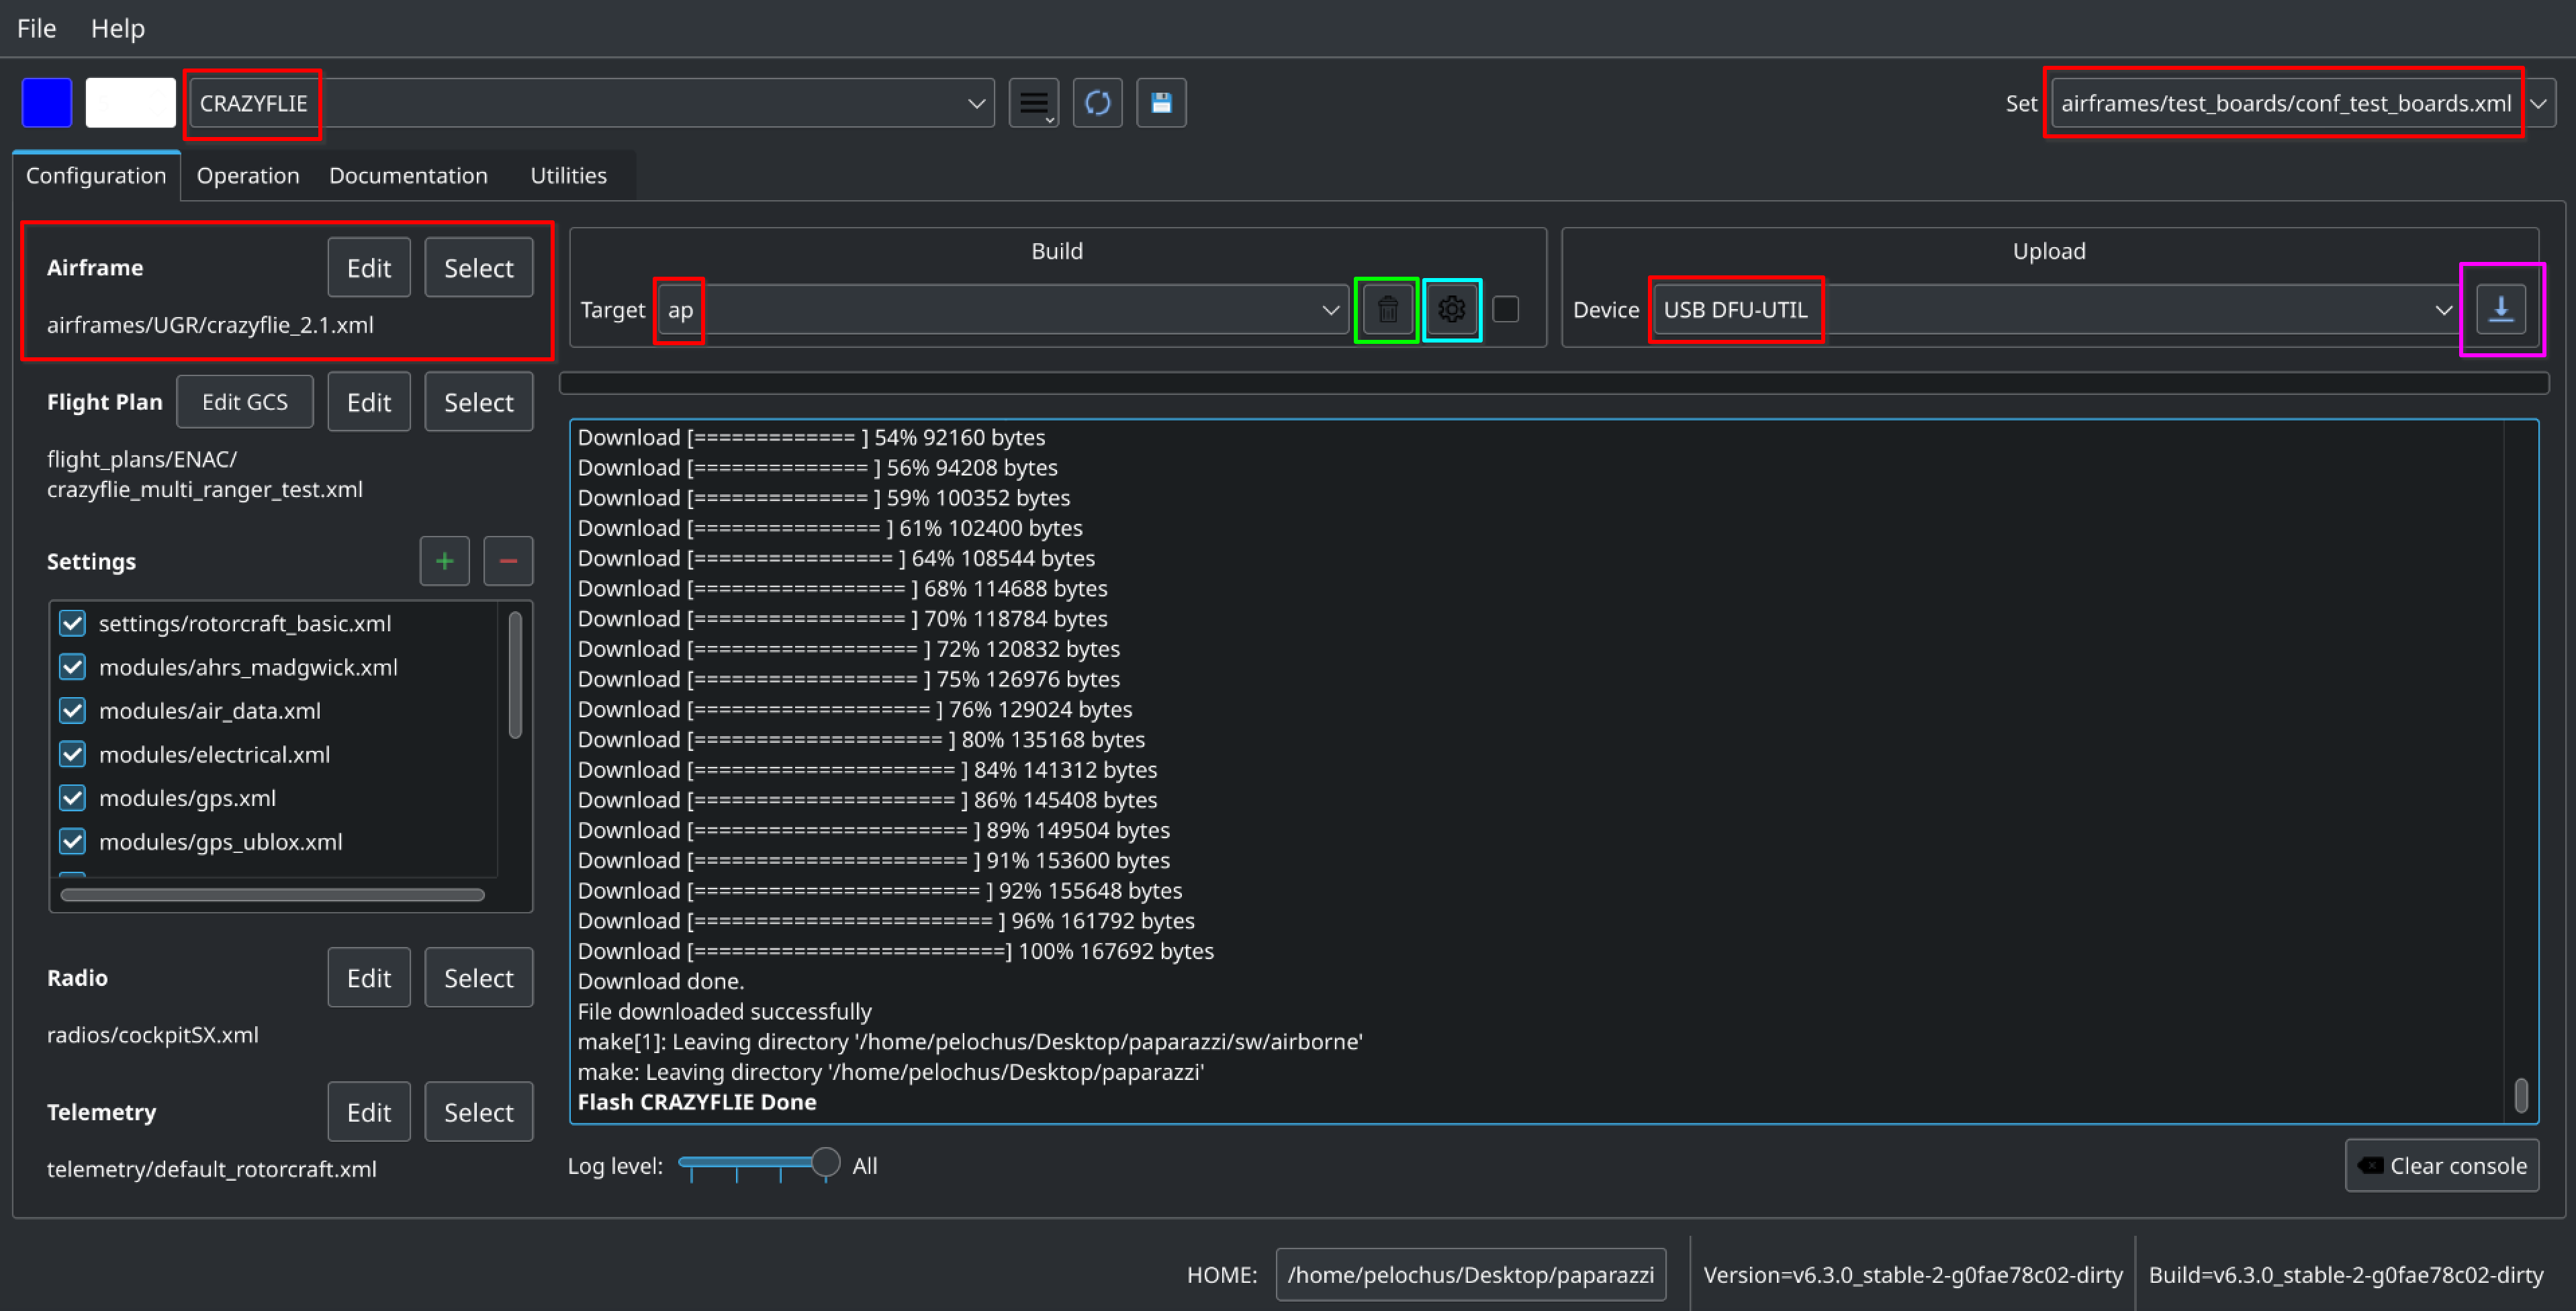 File Help
CRAZYFLIE
Set airframes/test_boards/conf_test_boards.xml
Configuration Operation Documentation Utilities
Airframe Edit Select
airframes/UGR/crazyflie_2.1.xml
Build
Target ap
Upload
Device USB DFU-UTIL
Flight Plan Edit GCS Edit Select
flight_plans/ENAC/
crazyflie_multi_ranger_test.xml
Settings
settings/rotorcraft_basic.xml
modules/ahrs_madgwick.xml
modules/air_data.xml
modules/electrical.xml
modules/gps.xml
modules/gps_ublox.xml
Radio Edit Select
radios/cockpitSX.xml
Telemetry Edit Select
telemetry/default_rotorcraft.xml
Download [============= ] 54% 92160 bytes
Download [============== ] 56% 94208 bytes
Download [============== ] 59% 100352 bytes
Download [=============== ] 61% 102400 bytes
Download [================ ] 64% 108544 bytes
Download [================= ] 68% 114688 bytes
Download [================= ] 70% 118784 bytes
Download [================== ] 72% 120832 bytes
Download [================== ] 75% 126976 bytes
Download [=================== ] 76% 129024 bytes
Download [==================== ] 80% 135168 bytes
Download [===================== ] 84% 141312 bytes
Download [===================== ] 86% 145408 bytes
Download [====================== ] 89% 149504 bytes
Download [====================== ] 91% 153600 bytes
Download [======================= ] 92% 155648 bytes
Download [======================== ] 96% 161792 bytes
Download [=========================] 100% 167692 bytes
Download done.
File downloaded successfully
make[1]: Leaving directory '/home/pelochus/Desktop/paparazzi/sw/airborne'
make: Leaving directory '/home/pelochus/Desktop/paparazzi'
Flash CRAZYFLIE Done
Log level: All
Clear console
HOME: /home/pelochus/Desktop/paparazzi
Version=v6.3.0_stable-2-g0fae78c02-dirty
Build=v6.3.0_stable-2-g0fae78c02-dirty